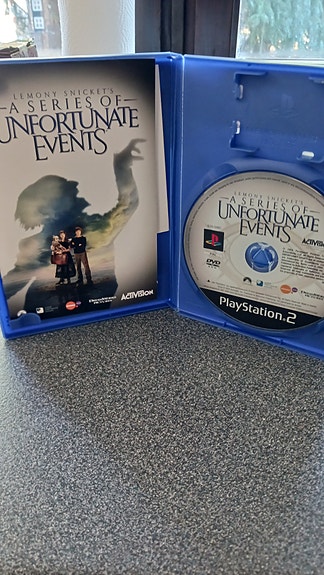 LEMONY SNICKET'S
A SERIES OF
UNFORTUNATE
EVENTS
ACTIVISION
LEMONY SNICKET'S
A SERIES OF
UNFORTUNATE
EVENTS
ACTIVISION
DVD
PlayStation.2